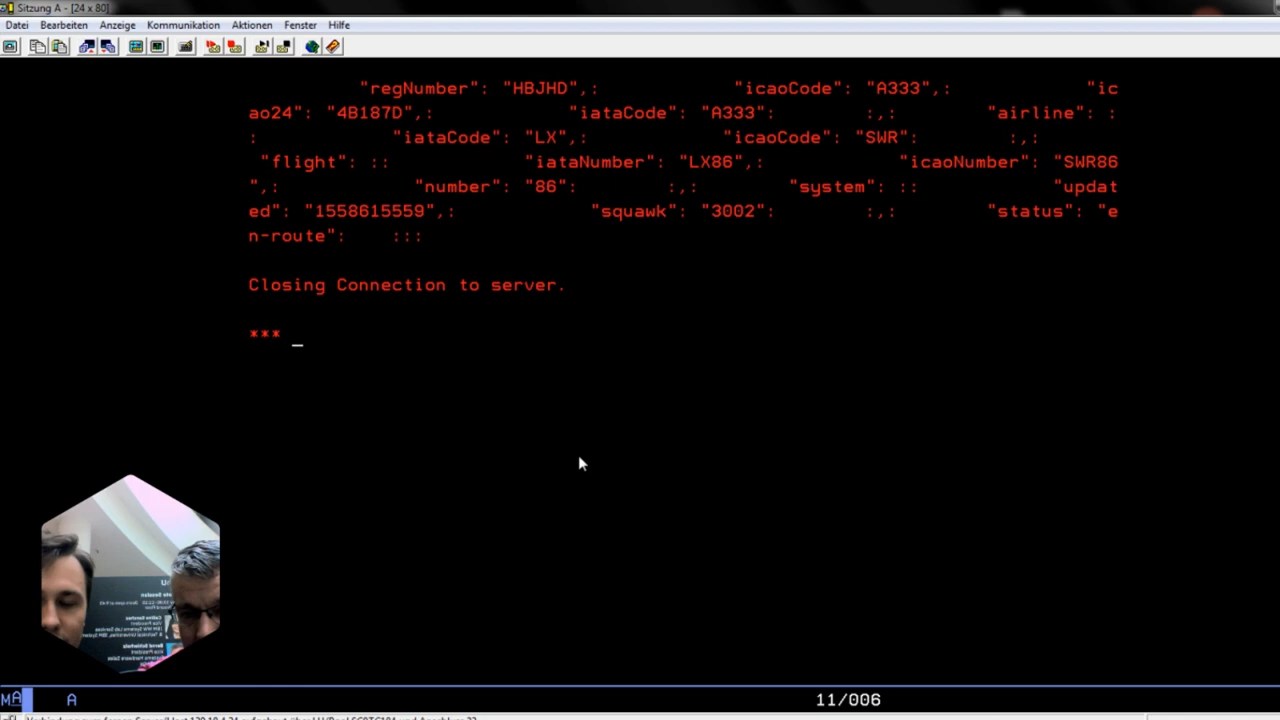 Sitzung A - [24 x 80]
Datei Bearbeiten Anzeige Kommunikation Aktionen Fenster Hilfe
"regNumber": "HBJHD",: "icaoCode": "A333",: "ic
ao24": "4B187D",: "iataCode": "A333": :,: "airline": :
: "iataCode": "LX",: "icaoCode": "SWR": :,:
"flight": :: "iataNumber": "LX86",: "icaoNumber": "SWR86
",: "number": "86": :,: "system": :: "updat
ed": "1558615559",: "squawk": "3002": :,: "status": "e
n-route": :::
Closing Connection to server.
*** _
MA A 11/006